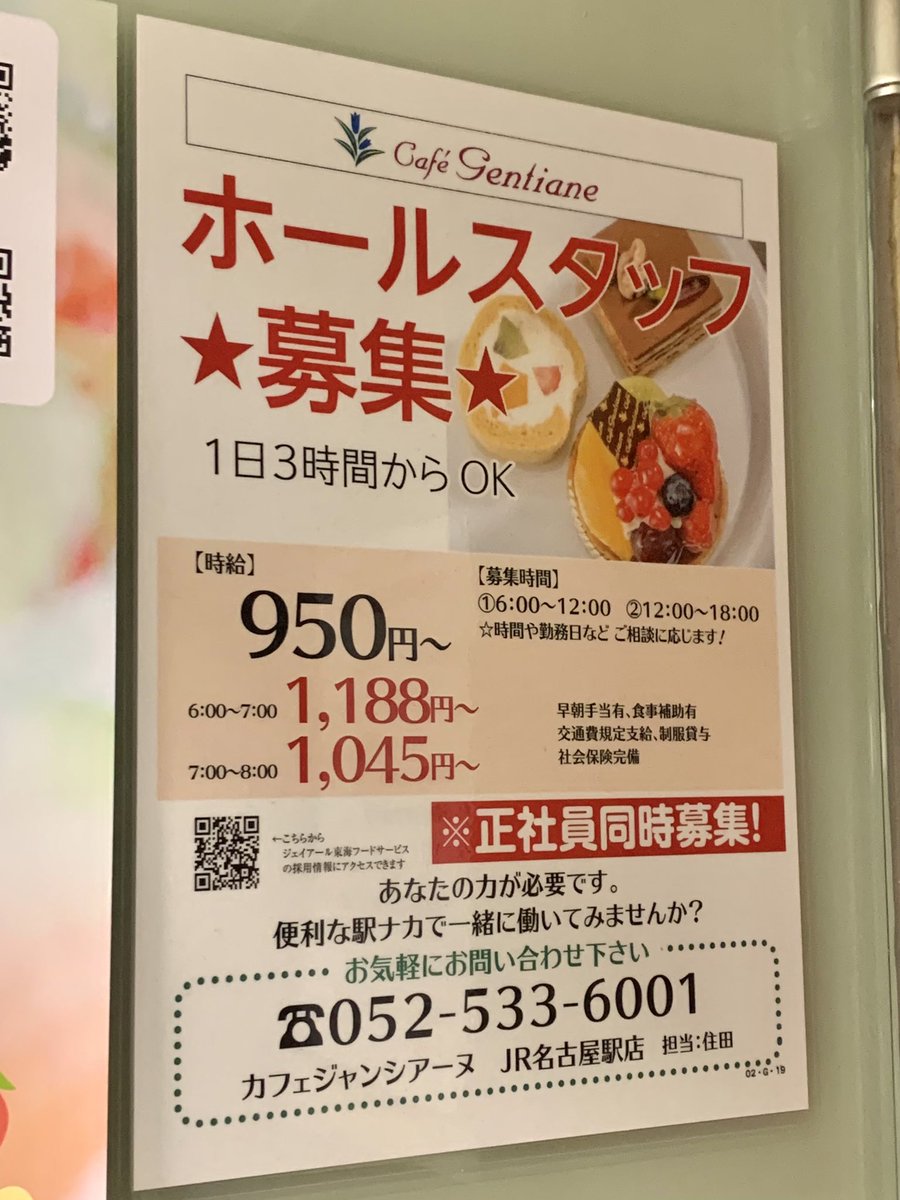 Café Gentiane
ホールスタッフ
★募集★
1日3時間からOK
【時給】
950円〜
6:00〜7:00 1,188円〜
7:00〜8:00 1,045円〜
【募集時間】
①6:00〜12:00 ②12:00〜18:00
☆時間や勤務日など ご相談に応じます!
早朝手当有、食事補助有
交通費規定支給、制服貸与
社会保険完備
※正社員同時募集!
←こちらから
ジェイアール東海フードサービス
の採用情報にアクセスできます
あなたの力が必要です。
便利な駅ナカで一緒に働いてみませんか?
お気軽にお問い合わせ下さい
☎052-533-6001
カフェジャンシアーヌ JR名古屋駅店 担当:住田
02・G・19